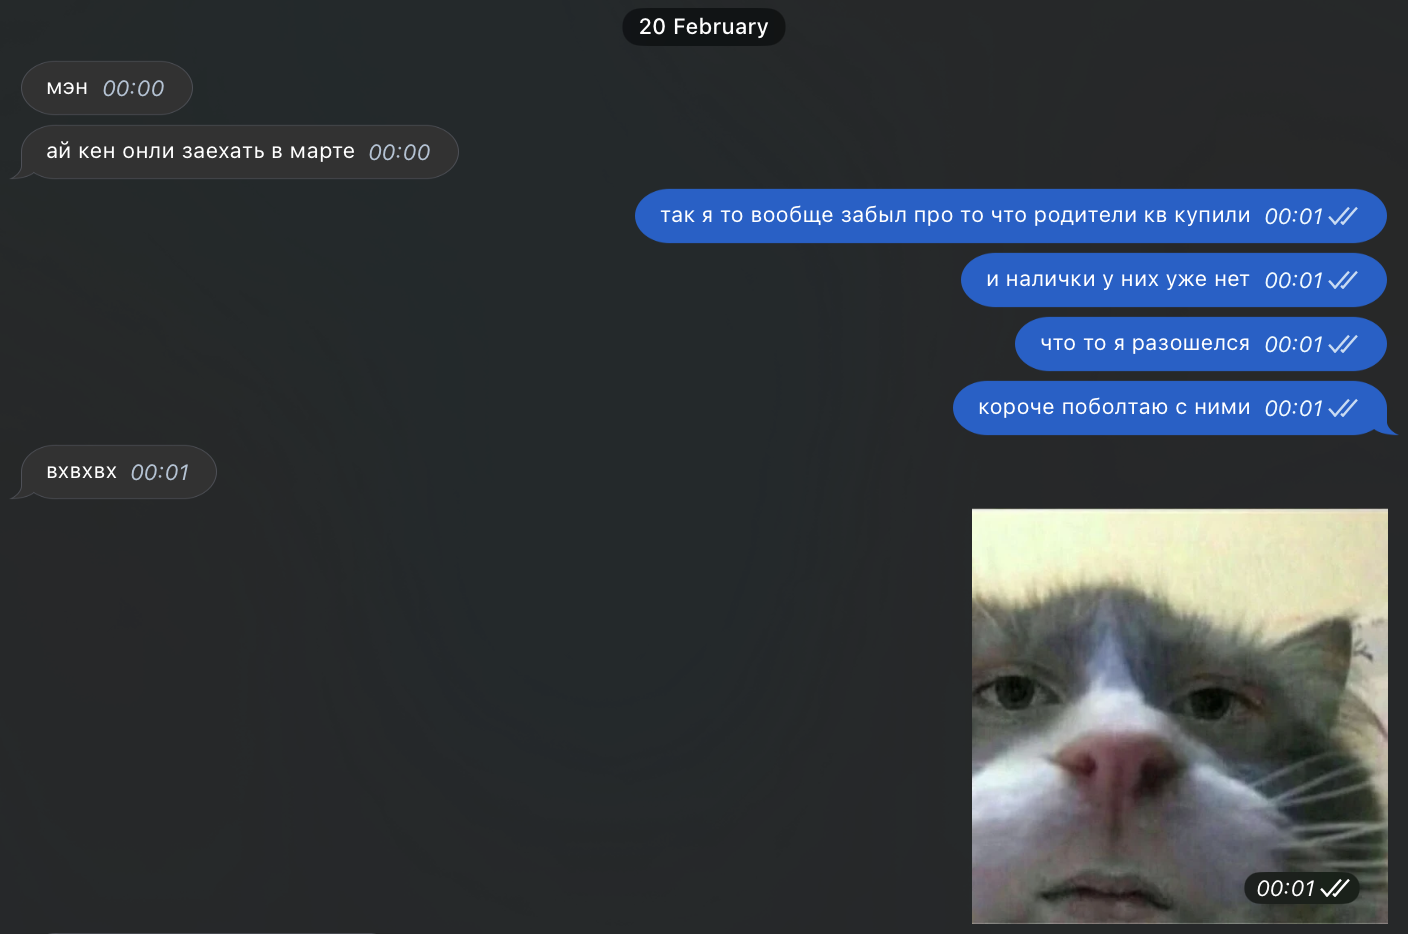 20 February
мэн 00:00
ай кен онли заехать в марте 00:00
так я то вообще забыл про то что родители кв купили 00:01
и налички у них уже нет 00:01
что то я разошелся 00:01
короче поболтаю с ними 00:01
вхвхвх 00:01
00:01